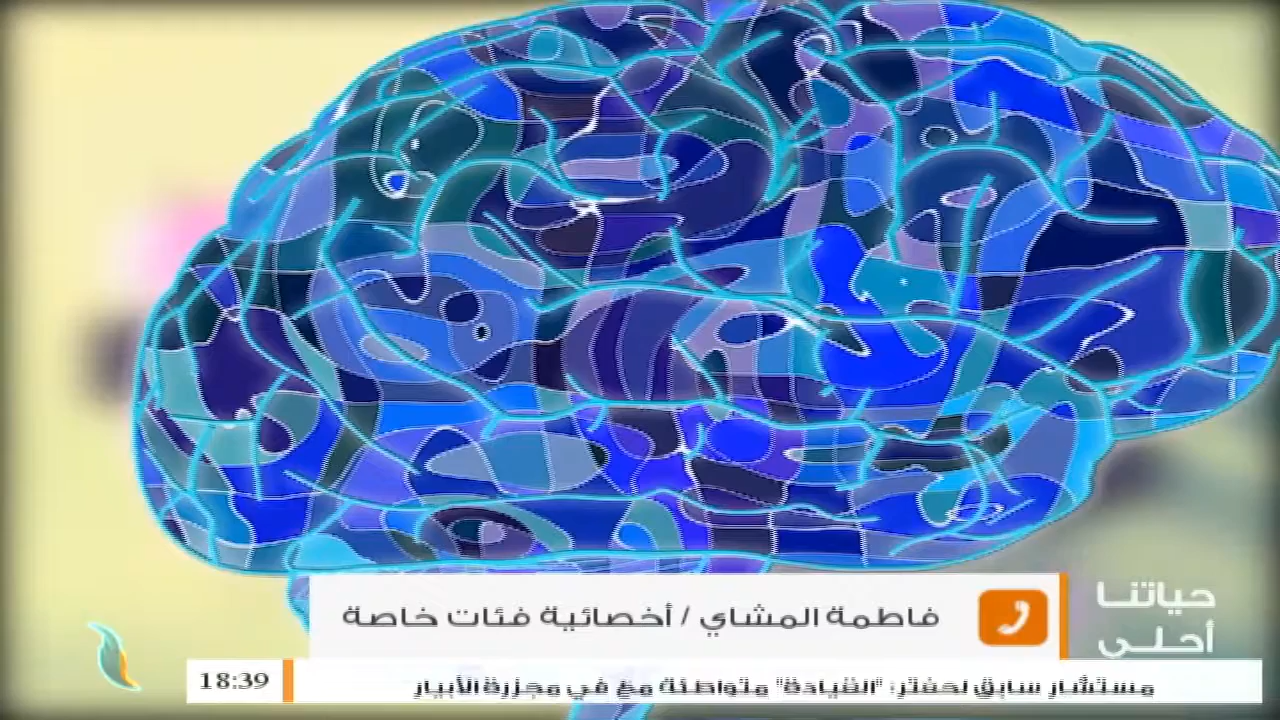 حياتنا
أحلى
فاطمة المشاي / أخصائية فئات خاصة
مستشار سابق لحفتر: "القيادة" متواطئة مع في مجزرة الأبيار
18:39